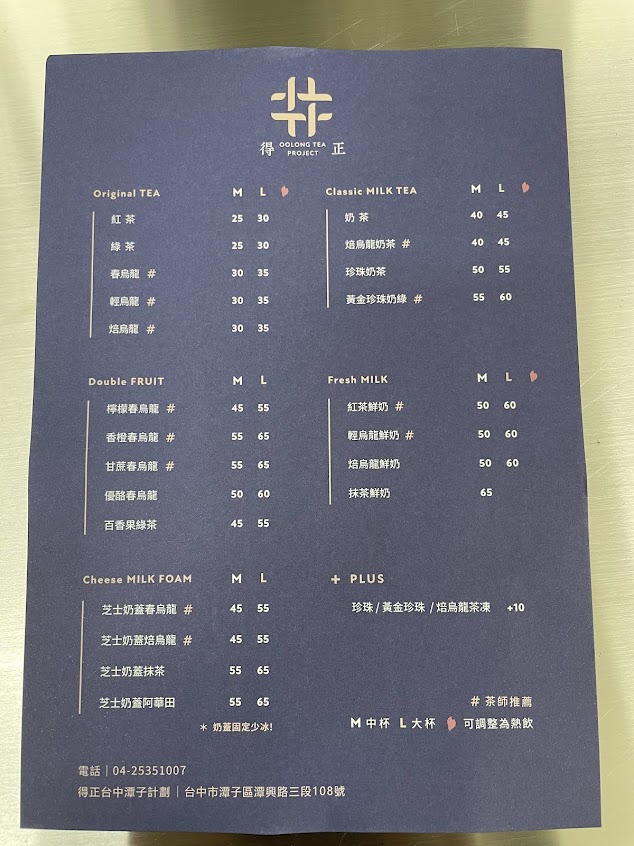 得 OOLONG TEA PROJECT 正
Original TEA M L
紅茶 25 30
綠茶 25 30
春烏龍 # 30 35
輕烏龍 # 30 35
焙烏龍 # 30 35
Classic MILK TEA M L
奶茶 40 45
焙烏龍奶茶 # 40 45
珍珠奶茶 50 55
黃金珍珠奶綠 # 55 60
Double FRUIT M L
檸檬春烏龍 # 45 55
香橙春烏龍 # 55 65
甘蔗春烏龍 # 55 65
優酪春烏龍 50 60
百香果綠茶 45 55
Fresh MILK M L
紅茶鮮奶 # 50 60
輕烏龍鮮奶 # 50 60
焙烏龍鮮奶 50 60
抹茶鮮奶 65
Cheese MILK FOAM M L
芝士奶蓋春烏龍 # 45 55
芝士奶蓋焙烏龍 # 45 55
芝士奶蓋抹茶 55 65
芝士奶蓋阿華田 55 65
* 奶蓋固定少冰!
+ PLUS
珍珠 / 黃金珍珠 / 焙烏龍茶凍 +10
# 茶師推薦
M 中杯 L 大杯 可調整為熱飲
電話｜04-25351007
得正台中潭子計劃｜台中市潭子區潭興路三段108號